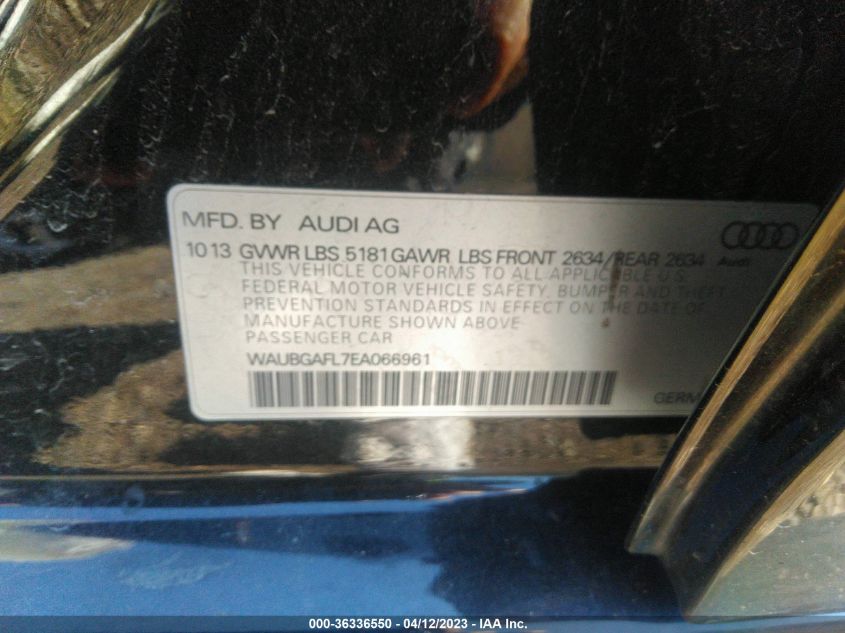 MFD. BY AUDI AG
10 13 GVWR LBS 5181 GAWR LBS FRONT 2634 / REAR 2634
Audi
THIS VEHICLE CONFORMS TO ALL APPLICABLE U.S.
FEDERAL MOTOR VEHICLE SAFETY, BUMPER AND THEFT
PREVENTION STANDARDS IN EFFECT ON THE DATE OF
MANUFACTURE SHOWN ABOVE
PASSENGER CAR
WAUBGAFL7EA066961
GERM
000-36336550 - 04/12/2023 - IAA Inc.